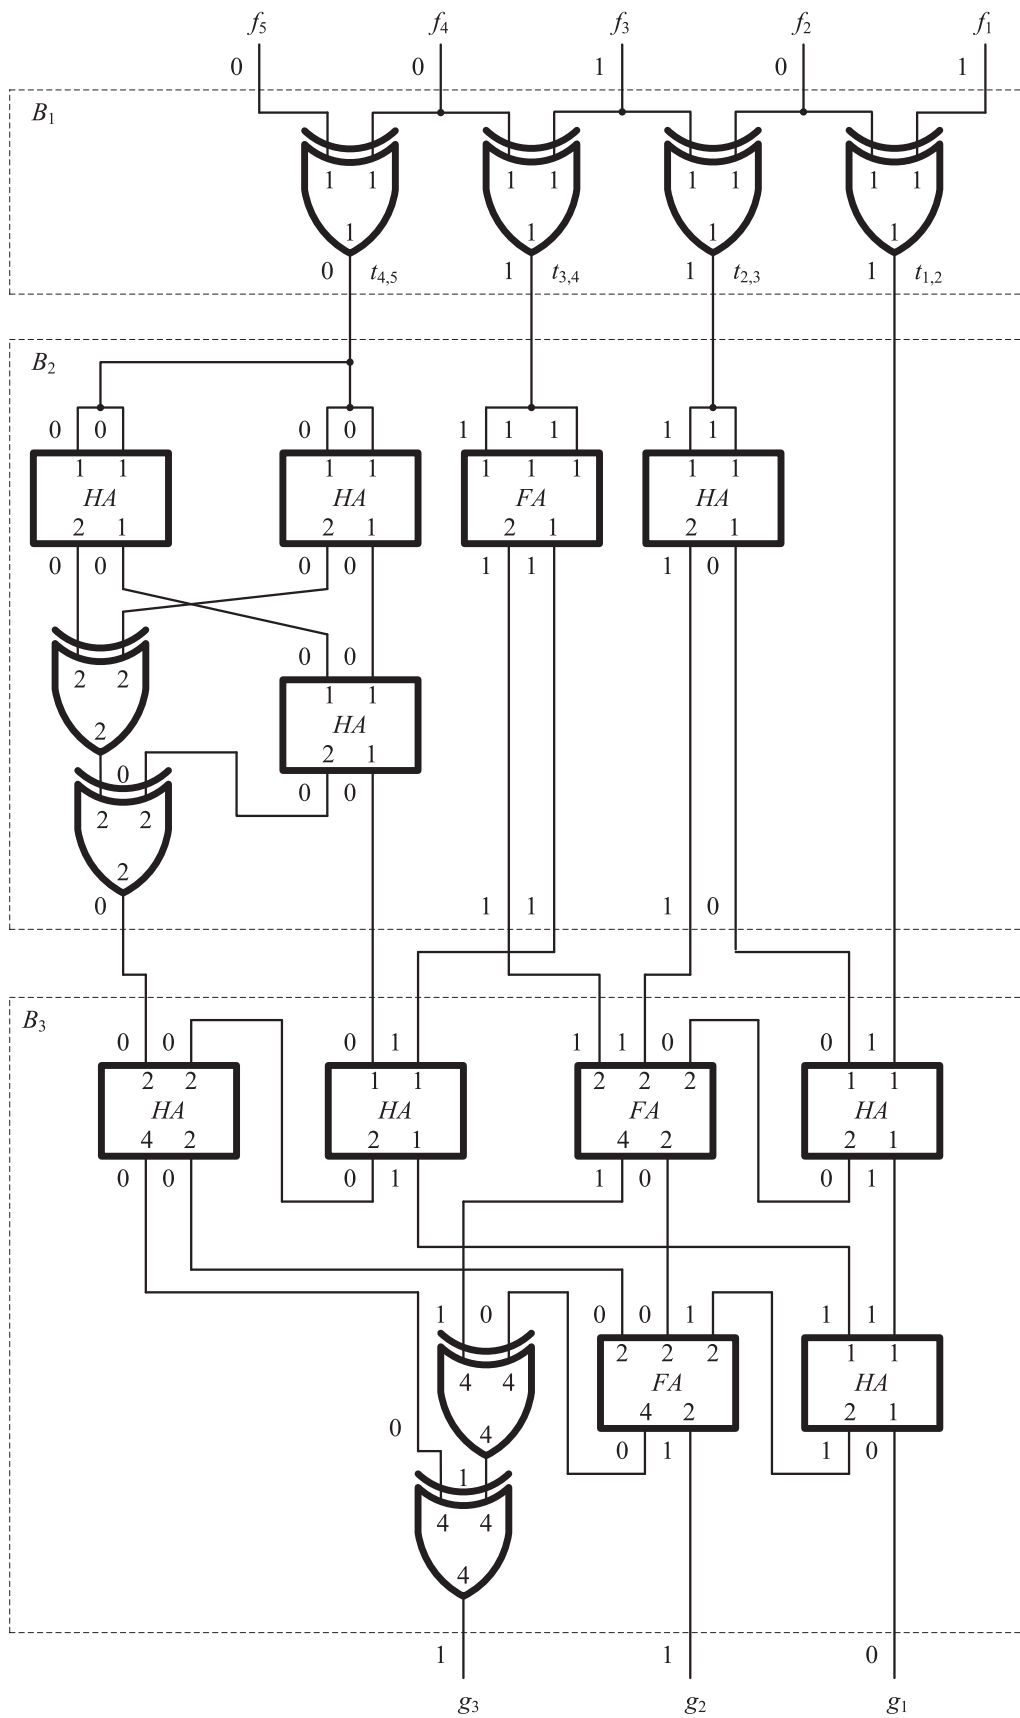 f5 f4 f3 f2 f1
0 0 1 0 1
B1
1 1 1 1 1 1 1 1
1 1 1 1
0 t4,5 1 t3,4 1 t2,3 1 t1,2
B2
0 0 0 0 1 1 1 1 1
1 1 1 1 1 1 1 1 1
HA HA FA HA
2 1 2 1 2 1 2 1
0 0 0 0 1 1 1 0
0 0
2 2 1 1
HA
2 2 1
0 0 0
2 2
2
0 1 1 1 0
B3
0 0 0 1 1 1 0 0 1
2 2 1 1 2 2 2 1 1
HA HA FA HA
4 2 2 1 4 2 2 1
0 0 0 1 1 0 0 1
1 0 0 0 1 1 1
2 2 2 1 1
4 4 FA HA
4 2 2 1
0 4
0 1 1 0
1
4 4
4
1 1 0
g3 g2 g1